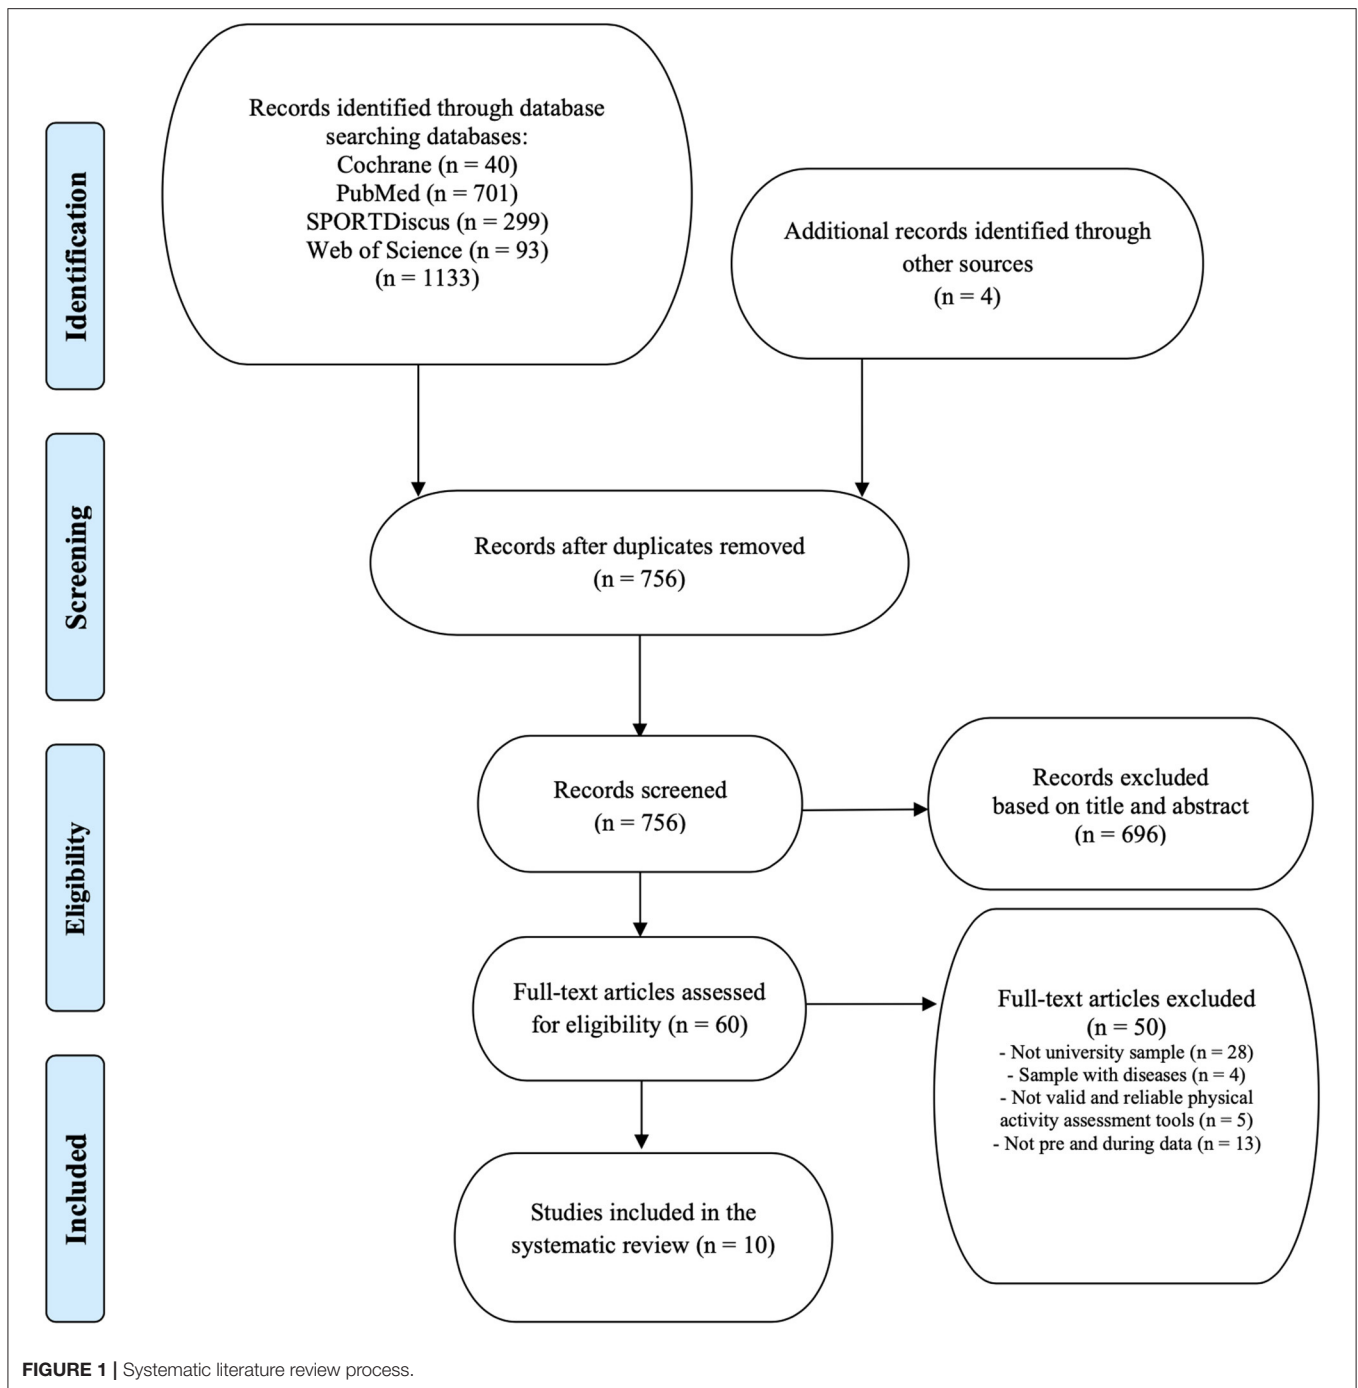 Identification
Records identified through database
searching databases:
Cochrane (n = 40)
PubMed (n = 701)
SPORTDiscus (n = 299)
Web of Science (n = 93)
(n = 1133)
Additional records identified through
other sources
(n = 4)
Screening
Records after duplicates removed
(n = 756)
Eligibility
Records screened
(n = 756)
Records excluded
based on title and abstract
(n = 696)
Full-text articles assessed
for eligibility (n = 60)
Full-text articles excluded
(n = 50)
- Not university sample (n = 28)
- Sample with diseases (n = 4)
- Not valid and reliable physical
activity assessment tools (n = 5)
- Not pre and during data (n = 13)
Included
Studies included in the
systematic review (n = 10)
FIGURE 1 | Systematic literature review process.